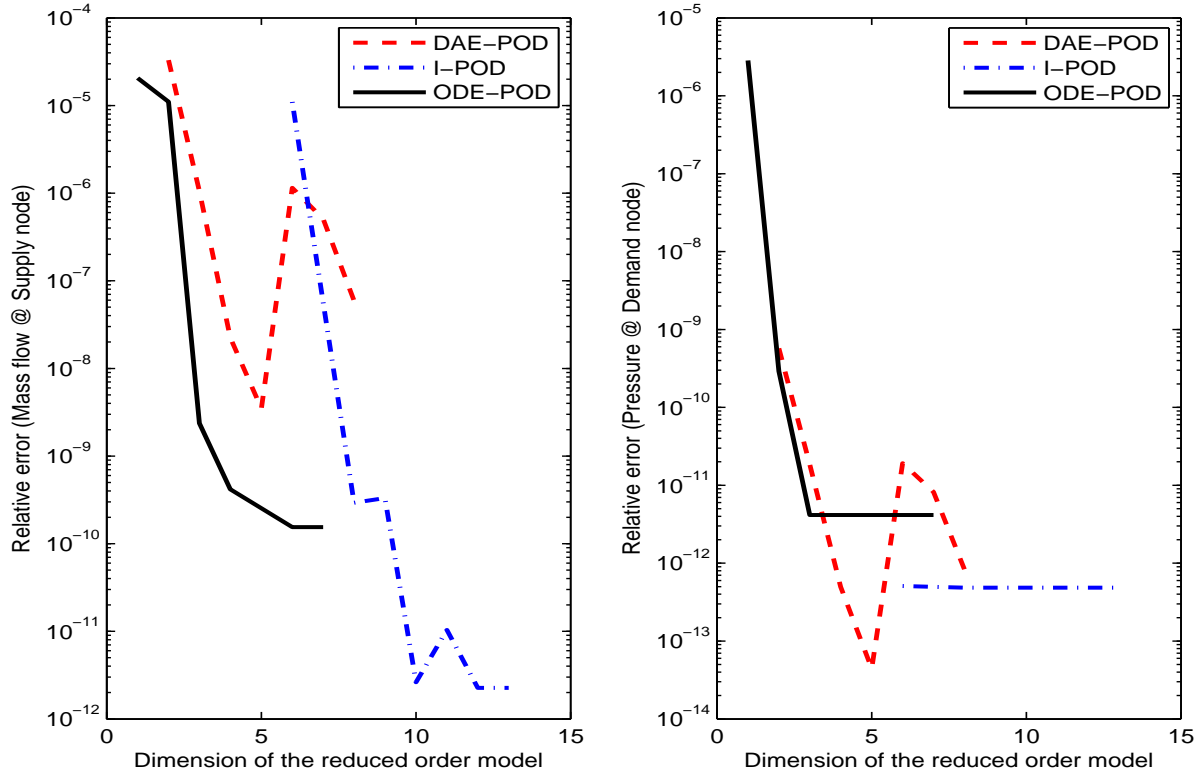 10−4
10−5
10−6
10−7
10−8
10−9
10−10
10−11
10−12
Relative error (Mass flow @ Supply node)
DAE−POD
I−POD
ODE−POD
0
5
10
15
Dimension of the reduced order model
10−5
10−6
10−7
10−8
10−9
10−10
10−11
10−12
10−13
10−14
Relative error (Pressure @ Demand node)
DAE−POD
I−POD
ODE−POD
0
5
10
15
Dimension of the reduced order model